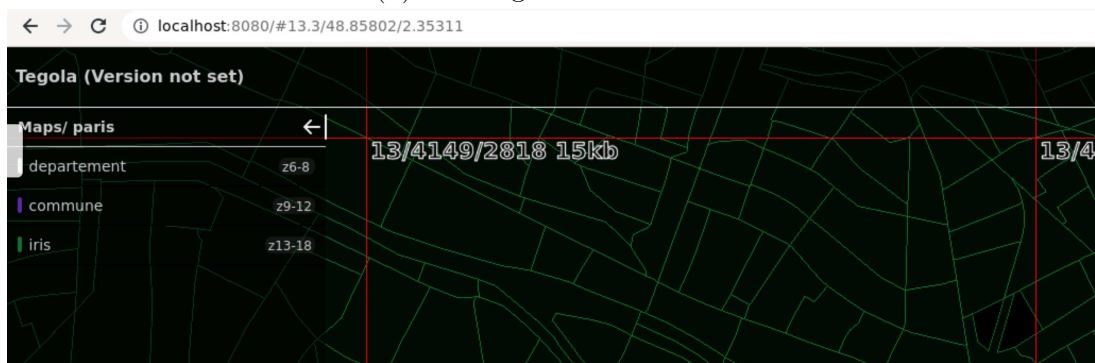 localhost:8080/#13.3/48.85802/2.35311
Tegola (Version not set)
Maps/ paris
13/4149/2818 15kb
13/4
departement z6-8
commune z9-12
iris z13-18